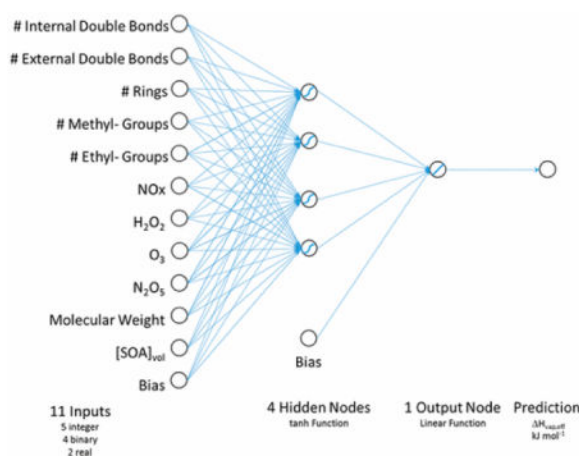 # Internal Double Bonds
# External Double Bonds
# Rings
# Methyl- Groups
# Ethyl- Groups
NOx
H₂O₂
O₃
N₂O₅
Molecular Weight
[SOA]vol
Bias
Bias
11 Inputs
5 integer
4 binary
2 real
4 Hidden Nodes
tanh Function
1 Output Node
Linear Function
Prediction
ΔHvap,eff
kJ mol⁻¹